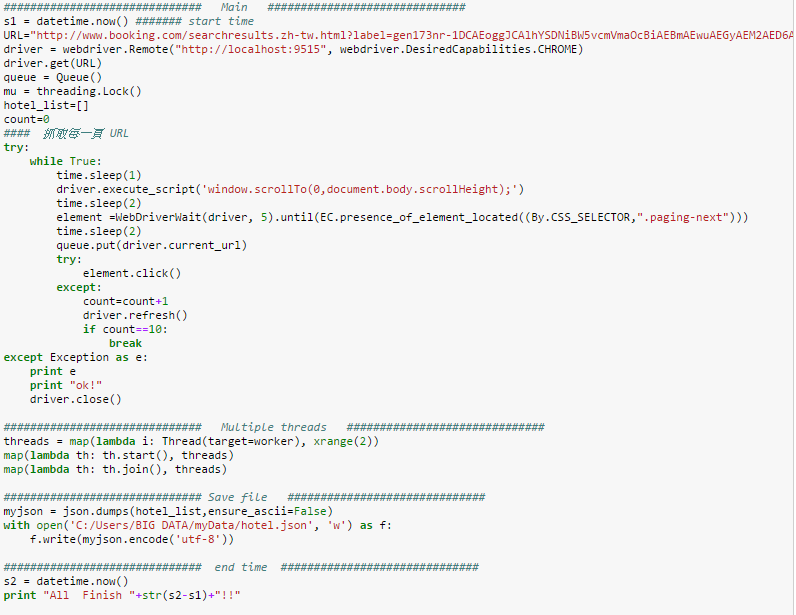 ##############################   Main   ##############################
s1 = datetime.now() ####### start time
URL="http://www.booking.com/searchresults.zh-tw.html?label=gen173nr-1DCAEoggJCAlhYSDNiBW5vcmVmaOcBiAEBmAEwuAEGyAEM2AED6A
driver = webdriver.Remote("http://localhost:9515", webdriver.DesiredCapabilities.CHROME)
driver.get(URL)
queue = Queue()
mu = threading.Lock()
hotel_list=[]
count=0
####  抓取每一頁 URL
try:
    while True:
        time.sleep(1)
        driver.execute_script('window.scrollTo(0,document.body.scrollHeight);')
        time.sleep(2)
        element =WebDriverWait(driver, 5).until(EC.presence_of_element_located((By.CSS_SELECTOR,".paging-next")))
        time.sleep(2)
        queue.put(driver.current_url)
        try:
            element.click()
        except:
            count=count+1
            driver.refresh()
            if count==10:
                break
except Exception as e:
    print e
    print "ok!"
    driver.close()
##############################   Multiple threads   ##############################
threads = map(lambda i: Thread(target=worker), xrange(2))
map(lambda th: th.start(), threads)
map(lambda th: th.join(), threads)
############################## Save file   ##############################
myjson = json.dumps(hotel_list,ensure_ascii=False)
with open('C:/Users/BIG DATA/myData/hotel.json', 'w') as f:
    f.write(myjson.encode('utf-8'))
##############################  end time  ##############################
s2 = datetime.now()
print "All  Finish "+str(s2-s1)+"!!"